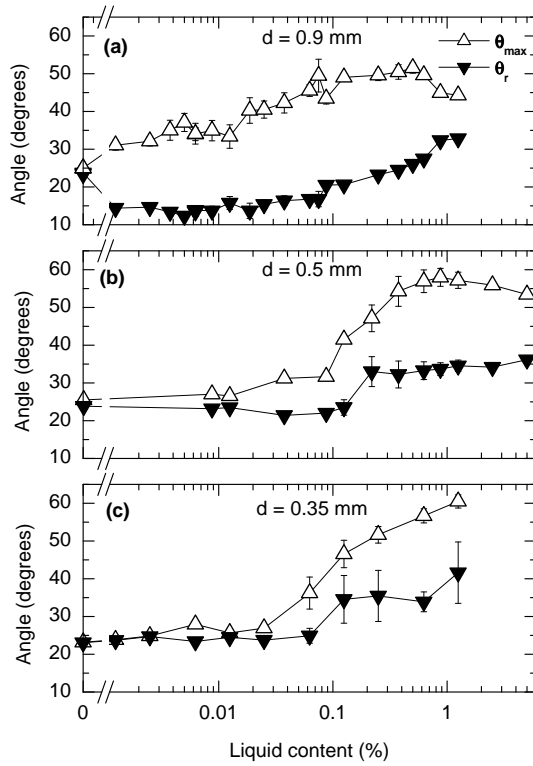 60
50
40
30
20
10
Angle (degrees)
(a)
d = 0.9 mm
θmax
θr
60
50
40
30
20
10
Angle (degrees)
(b)
d = 0.5 mm
60
50
40
30
20
10
Angle (degrees)
(c)
d = 0.35 mm
0 0.01 0.1 1
Liquid content (%)